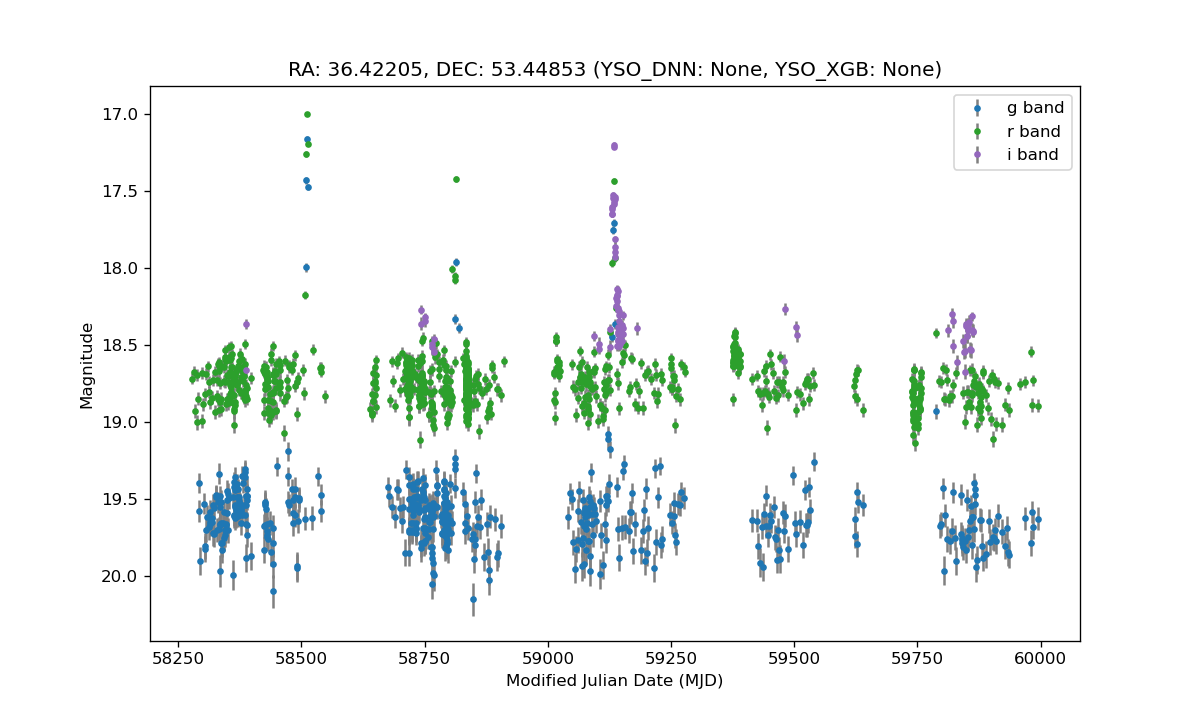 RA: 36.42205, DEC: 53.44853 (YSO_DNN: None, YSO_XGB: None)
g band
r band
i band
17.0
17.5
18.0
18.5
19.0
19.5
20.0
Magnitude
58250 58500 58750 59000 59250 59500 59750 60000
Modified Julian Date (MJD)